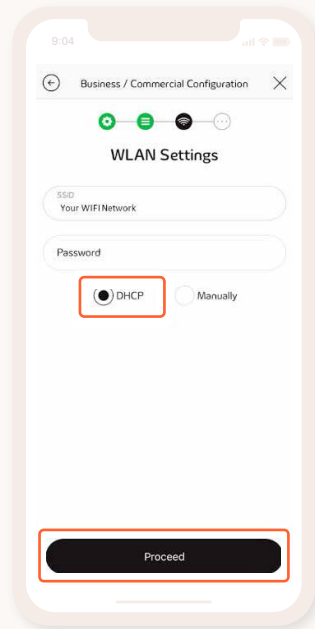 9:04
Business / Commercial Configuration
WLAN Settings
SSID
Your WIFI Network
Password
DHCP Manually
Proceed